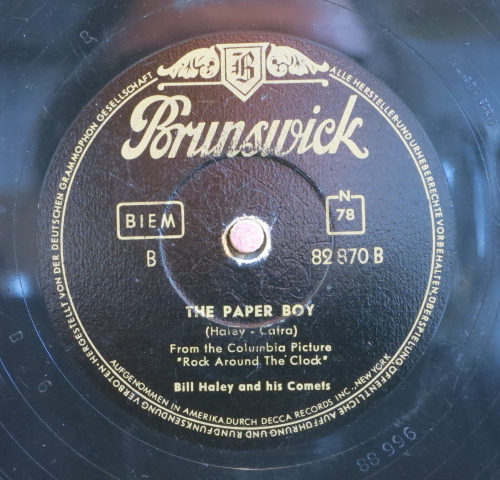 B
Brunswick
HERGESTELLT VON DER DEUTSCHEN GRAMMOPHON GESELLSCHAFT
ALLE HERSTELLER- UND URHEBERRECHTE VORBEHALTEN, ÜBERSPIELUNG, ÖFFENTLICHE AUFFÜHRUNG UND RUNDFUNKSENDUNG VERBOTEN·
BIEM
N
78
B
82 870 B
THE PAPER BOY
(Haley - Catra)
From the Columbia Picture
"Rock Around The Clock"
Bill Haley and his Comets
AUFGENOMMEN IN AMERIKA DURCH DECCA RECORDS INC., NEW YORK